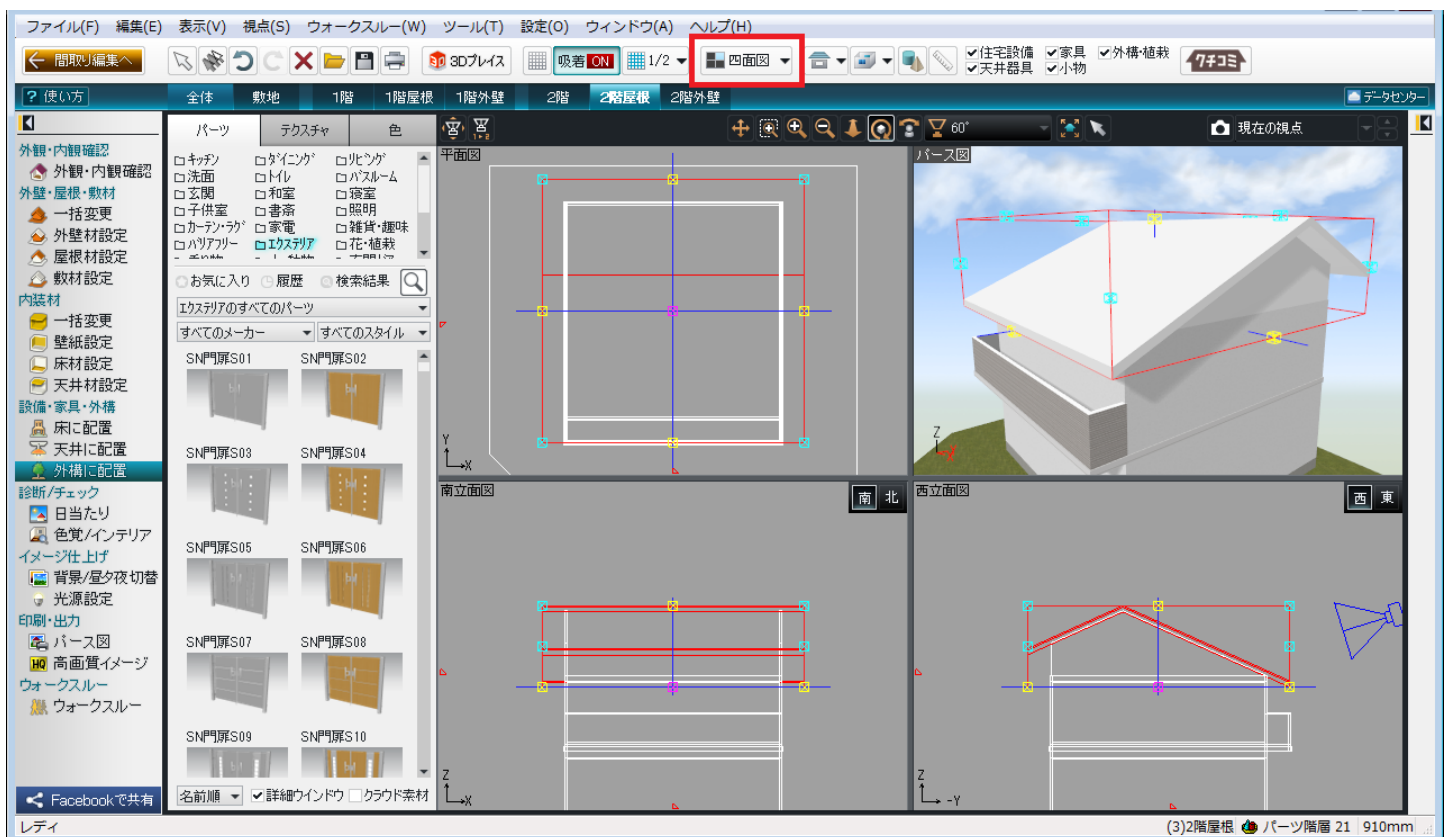 ファイル(F) 編集(E) 表示(V) 視点(S) ウォークスルー(W) ツール(T) 設定(O) ウィンドウ(A) ヘルプ(H)
間取り編集へ 3Dプレイス 吸着 ON 1/2 四面図 住宅設備 家具 外構・植栽 クチコミ
天井器具 小物
? 使い方 全体 敷地 1階 1階屋根 1階外壁 2階 2階屋根 2階外壁 データセンター
パーツ テクスチャ 色 60° 現在の視点
外観・内観確認
外観・内観確認
外壁・屋根・敷材
一括変更
外壁材設定
屋根材設定
敷材設定
内装材
一括変更
壁紙設定
床材設定
天井材設定
設備・家具・外構
床に配置
天井に配置
外構に配置
診断/チェック
日当たり
色覚/インテリア
イメージ仕上げ
背景/昼夕夜切替
光源設定
印刷・出力
パース図
HQ 高画質イメージ
ウォークスルー
ウォークスルー
Facebookで共有
キッチン ダイニング リビング
洗面 トイレ バスルーム
玄関 和室 寝室
子供室 書斎 照明
カーテン・ラグ 家電 雑貨・趣味
バリアフリー エクステリア 花・植栽
お気に入り 履歴 検索結果
エクステリアのすべてのパーツ
すべてのメーカー すべてのスタイル
SN門扉S01 SN門扉S02
SN門扉S03 SN門扉S04
SN門扉S05 SN門扉S06
SN門扉S07 SN門扉S08
SN門扉S09 SN門扉S10
名前順 詳細ウインドウ クラウド素材
平面図
Y
X
パース図
Z
Y
X
南立面図 南 北
Z
X
西立面図 西 東
Z
-Y
レディ (3)2階屋根 パーツ階層 21 910mm